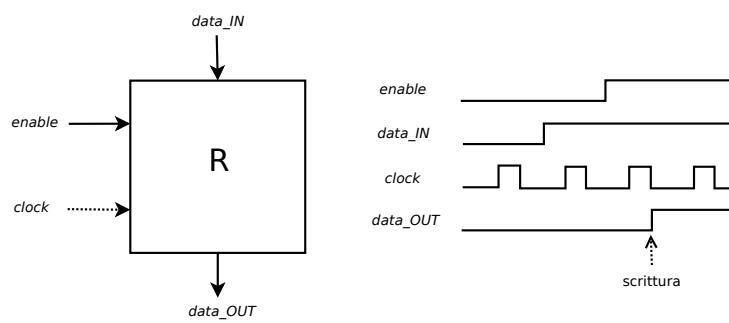 data_IN
enable
R
clock
data_OUT
enable
data_IN
clock
data_OUT
scrittura